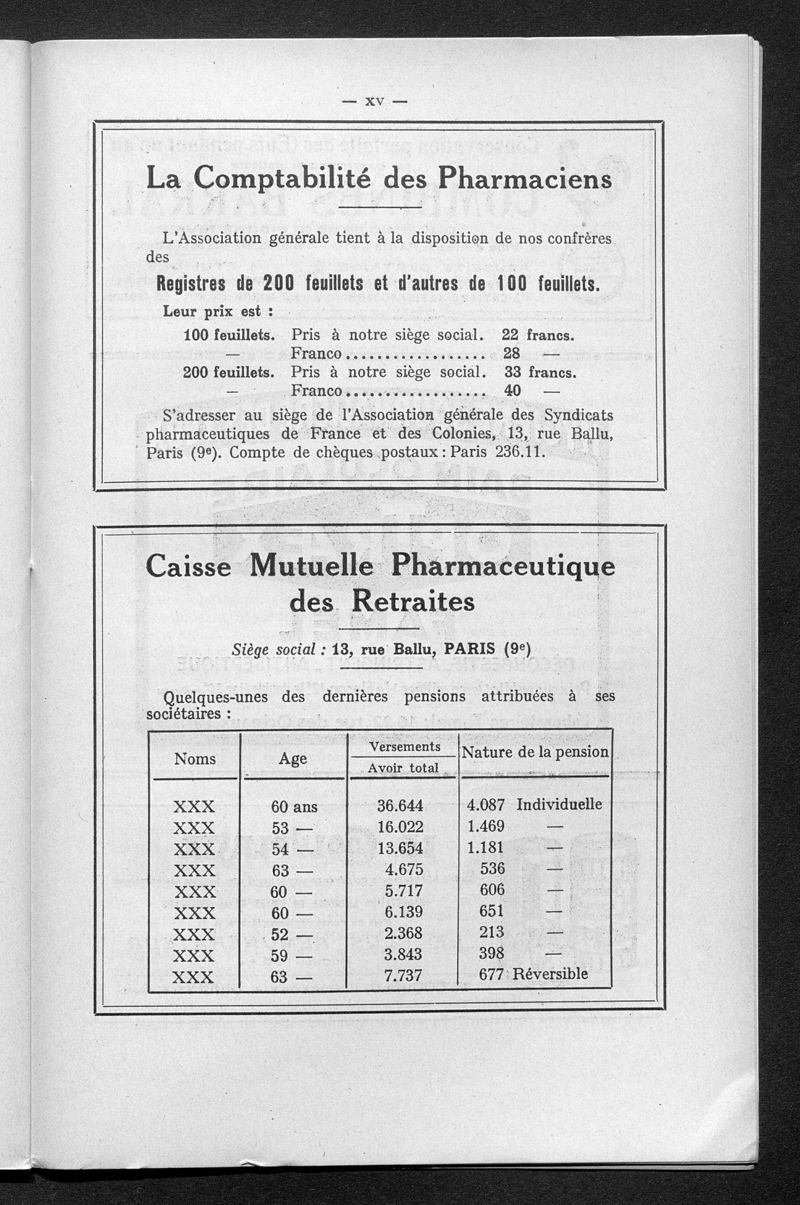 — XV —
La Comptabilité des Pharmaciens
L'Association générale tient à la disposition de nos confrères
des
Registres de 200 feuillets et d'autres de 100 feuillets.
Leur prix est :
100 feuillets. Pris à notre siège social. 22 francs.
— Franco.................. 28 —
200 feuillets. Pris à notre siège social. 33 francs.
— Franco.................. 40 —
S'adresser au siège de l'Association générale des Syndicats
pharmaceutiques de France et des Colonies, 13, rue Ballu,
Paris (9e). Compte de chèques postaux : Paris 236.11.
Caisse Mutuelle Pharmaceutique
des Retraites
Siège social : 13, rue Ballu, PARIS (9e)
Quelques-unes des dernières pensions attribuées à ses
sociétaires :
Noms Age Versements Avoir total Nature de la pension
XXX 60 ans 36.644 4.087 Individuelle
XXX 53 — 16.022 1.469 —
XXX 54 — 13.654 1.181 —
XXX 63 — 4.675 536 —
XXX 60 — 5.717 606 —
XXX 60 — 6.139 651 —
XXX 52 — 2.368 213 —
XXX 59 — 3.843 398 —
XXX 63 — 7.737 677 Réversible